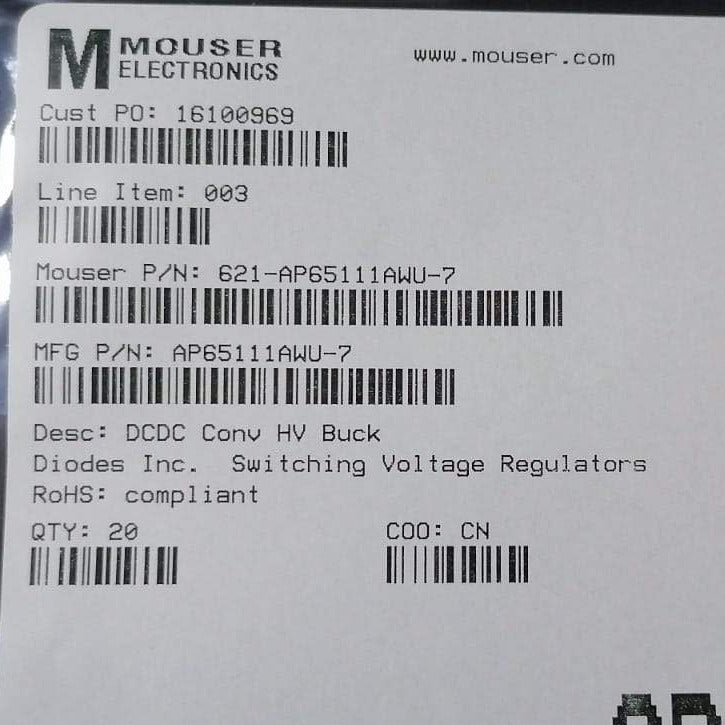 MOUSER
ELECTRONICS
www.mouser.com
Cust PO: 16100969
Line Item: 003
Mouser P/N: 621-AP65111AWU-7
MFG P/N: AP65111AWU-7
Desc: DCDC Conv HV Buck
Diodes Inc. Switching Voltage Regulators
RoHS: compliant
QTY: 20
COO: CN